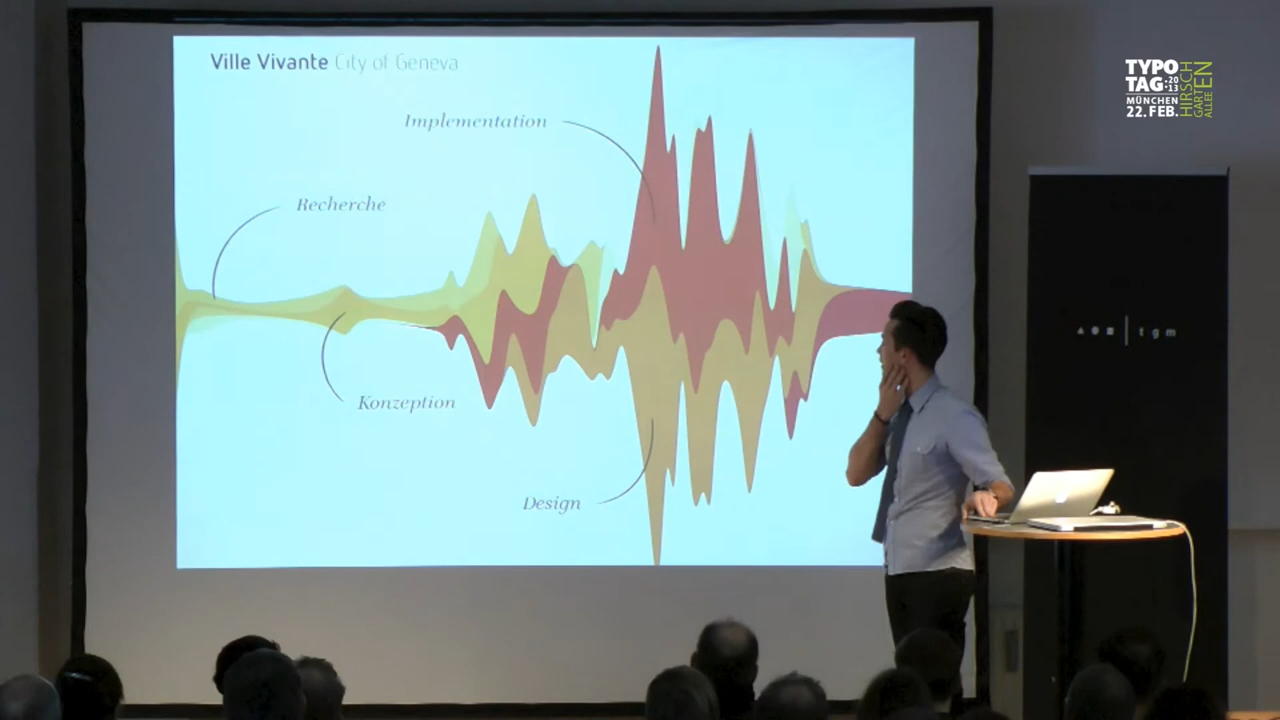 Ville Vivante City of Geneva
Implementation
Recherche
Konzeption
Design
TYPO
TAG·20
13
MÜNCHEN
22. FEB.
HIRSCH
GARTEN
ALLEE
tgm